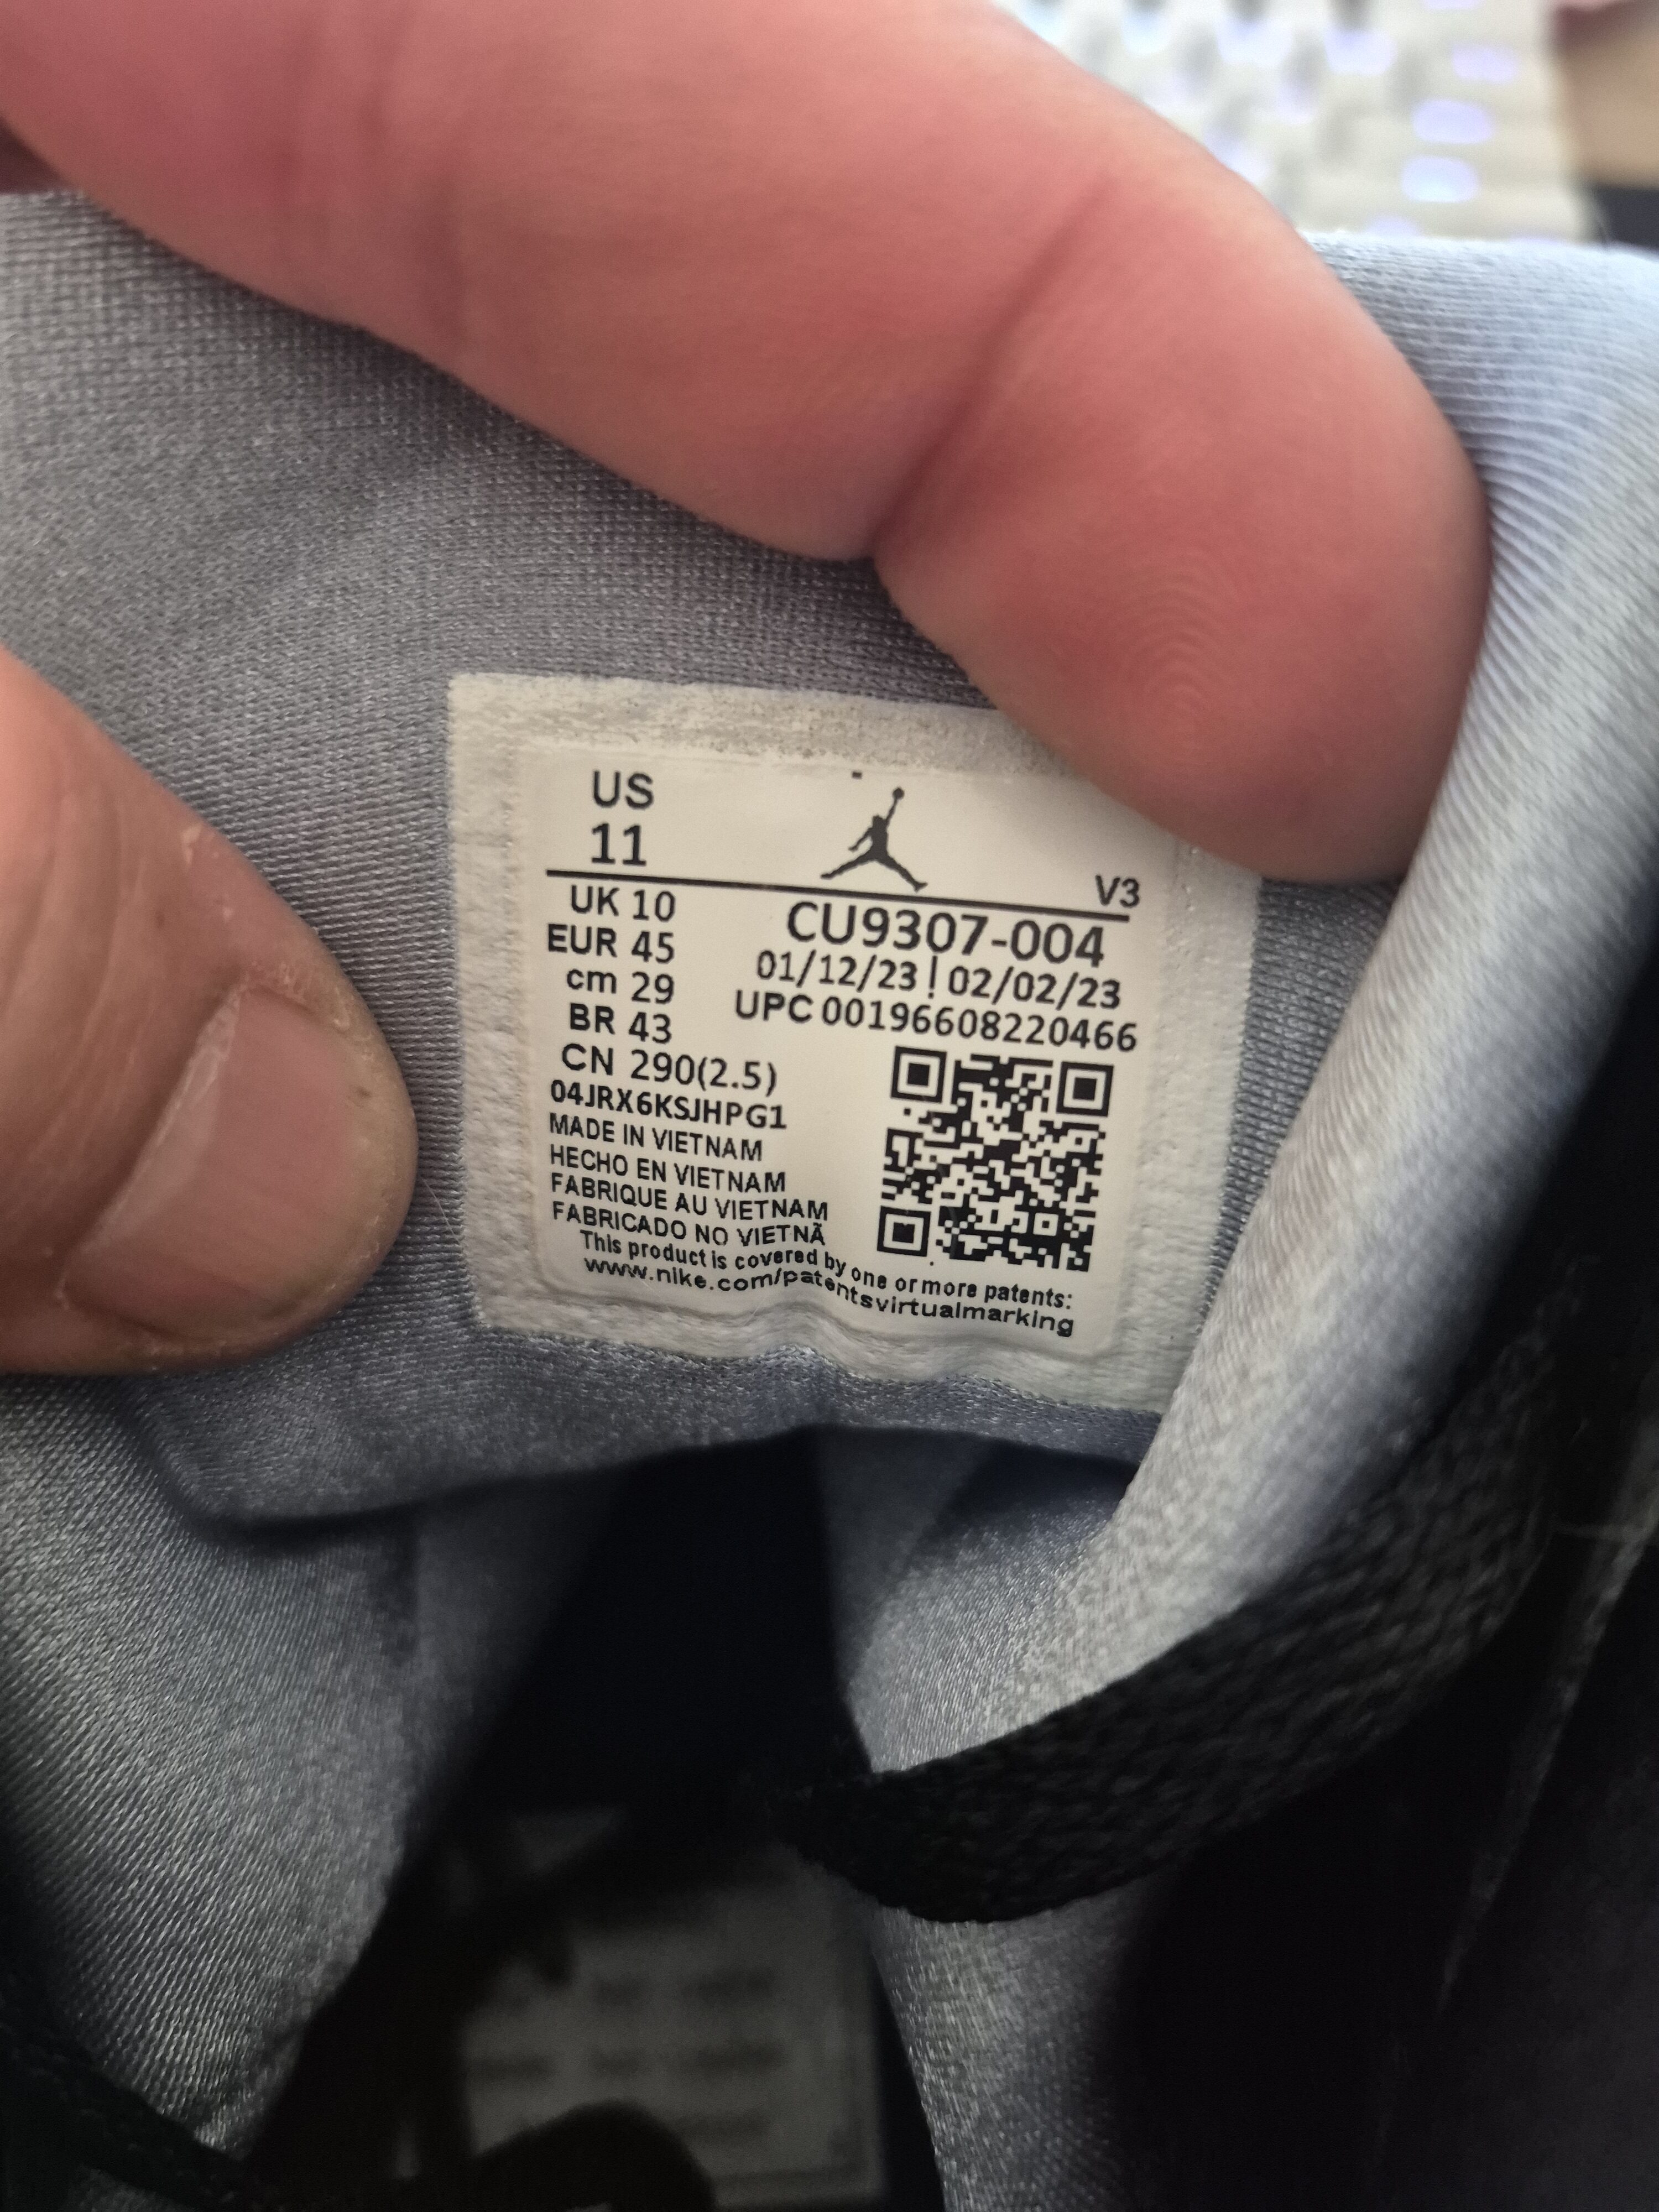 US
11
V3
UK 10
EUR 45
cm 29
BR 43
CN 290(2.5)
CU9307-004
01/12/23 | 02/02/23
UPC 00196608220466
04JRX6KSJHPG1
MADE IN VIETNAM
HECHO EN VIETNAM
FABRIQUE AU VIETNAM
FABRICADO NO VIETNÃ
This product is covered by one or more patents:
www.nike.com/patentsvirtualmarking